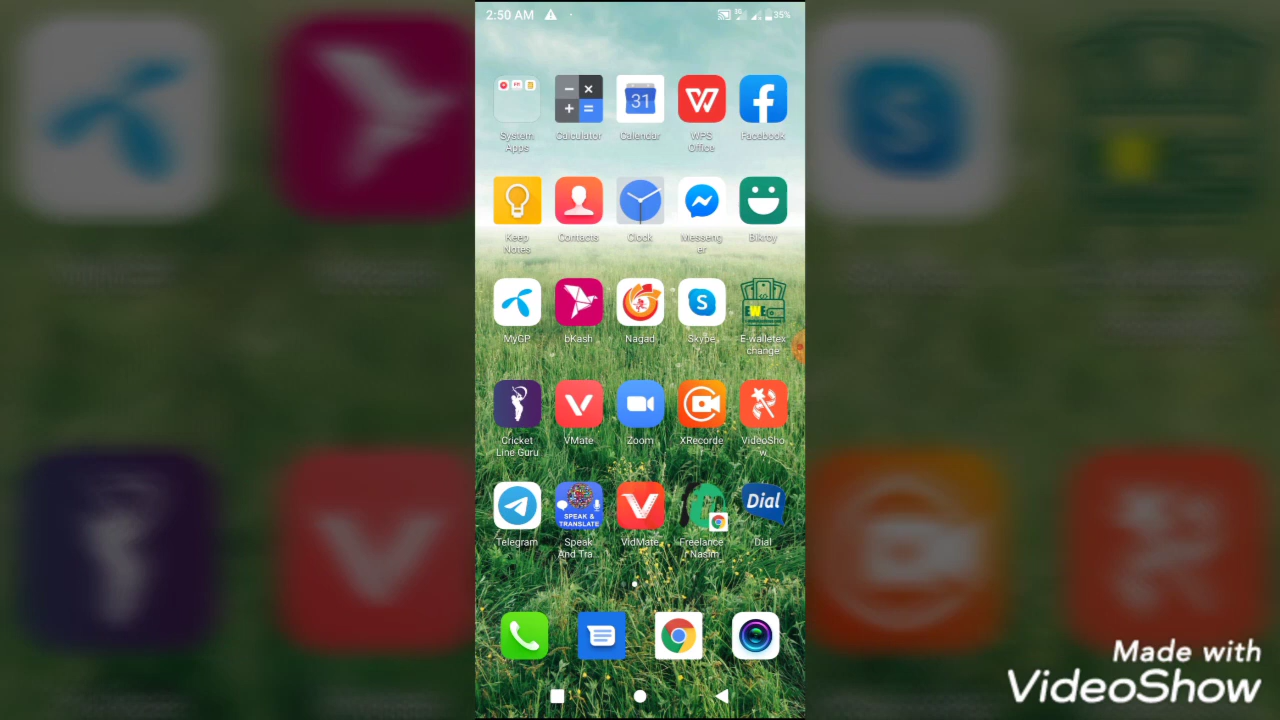 2:50 AM
3G
35%
31
System Apps
Calculator
Calendar
WPS Office
Facebook
Keep Notes
Contacts
Clock
Messeng
er
Bikroy
MyGP
bKash
Nagad
Skype
EWE
E-walletex
change
Cricket
Line Guru
VMate
Zoom
XRecorde
VideoSho
w
SPEAK &
TRANSLATE
Dial
Telegram
Speak
And Tra..
VidMate
Freelance
Nasim
Dial
Made with
VideoShow